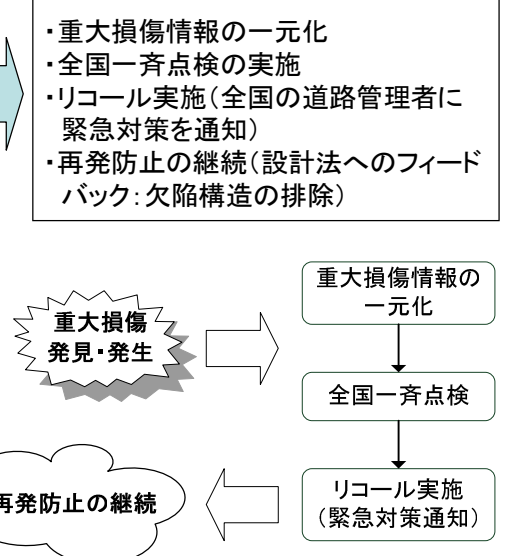 ・重大損傷情報の一元化
・全国一斉点検の実施
・リコール実施（全国の道路管理者に
緊急対策を通知）
・再発防止の継続（設計法へのフィード
バック：欠陥構造の排除）
重大損傷
発見・発生
重大損傷情報の
一元化
全国一斉点検
リコール実施
（緊急対策通知）
再発防止の継続